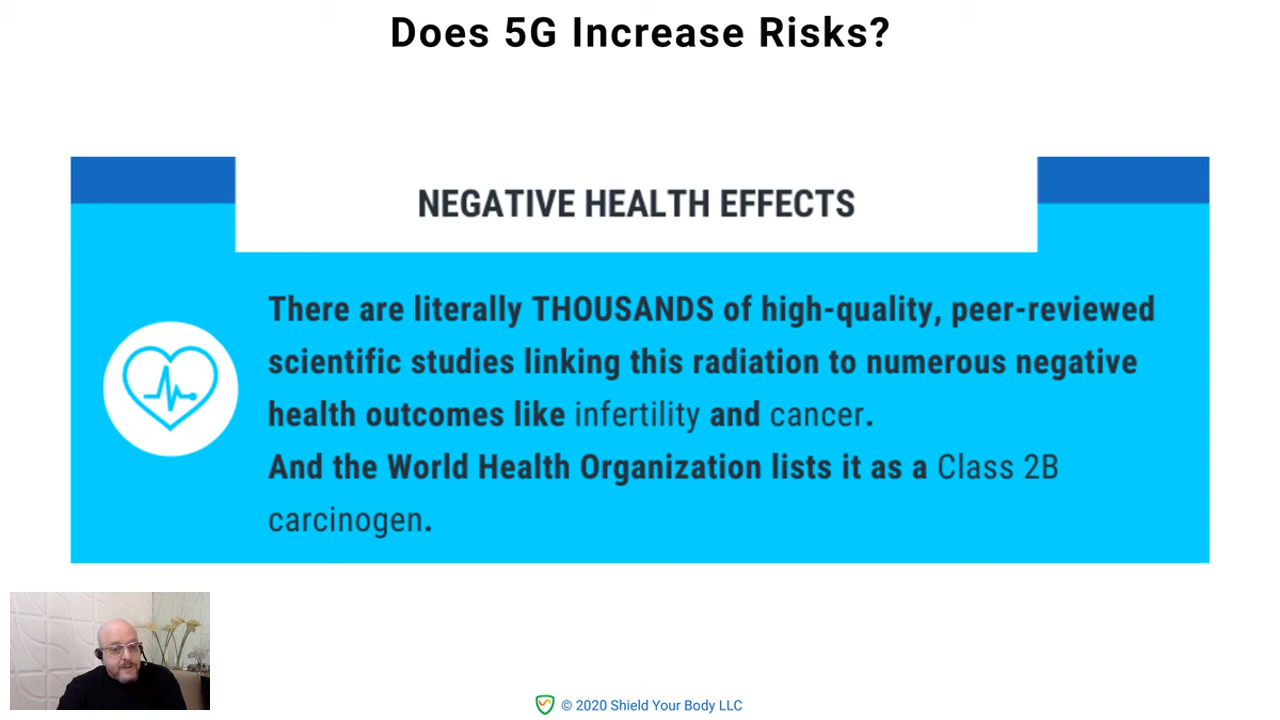 Does 5G Increase Risks?
NEGATIVE HEALTH EFFECTS
There are literally THOUSANDS of high-quality, peer-reviewed
scientific studies linking this radiation to numerous negative
health outcomes like infertility and cancer.
And the World Health Organization lists it as a Class 2B
carcinogen.
© 2020 Shield Your Body LLC